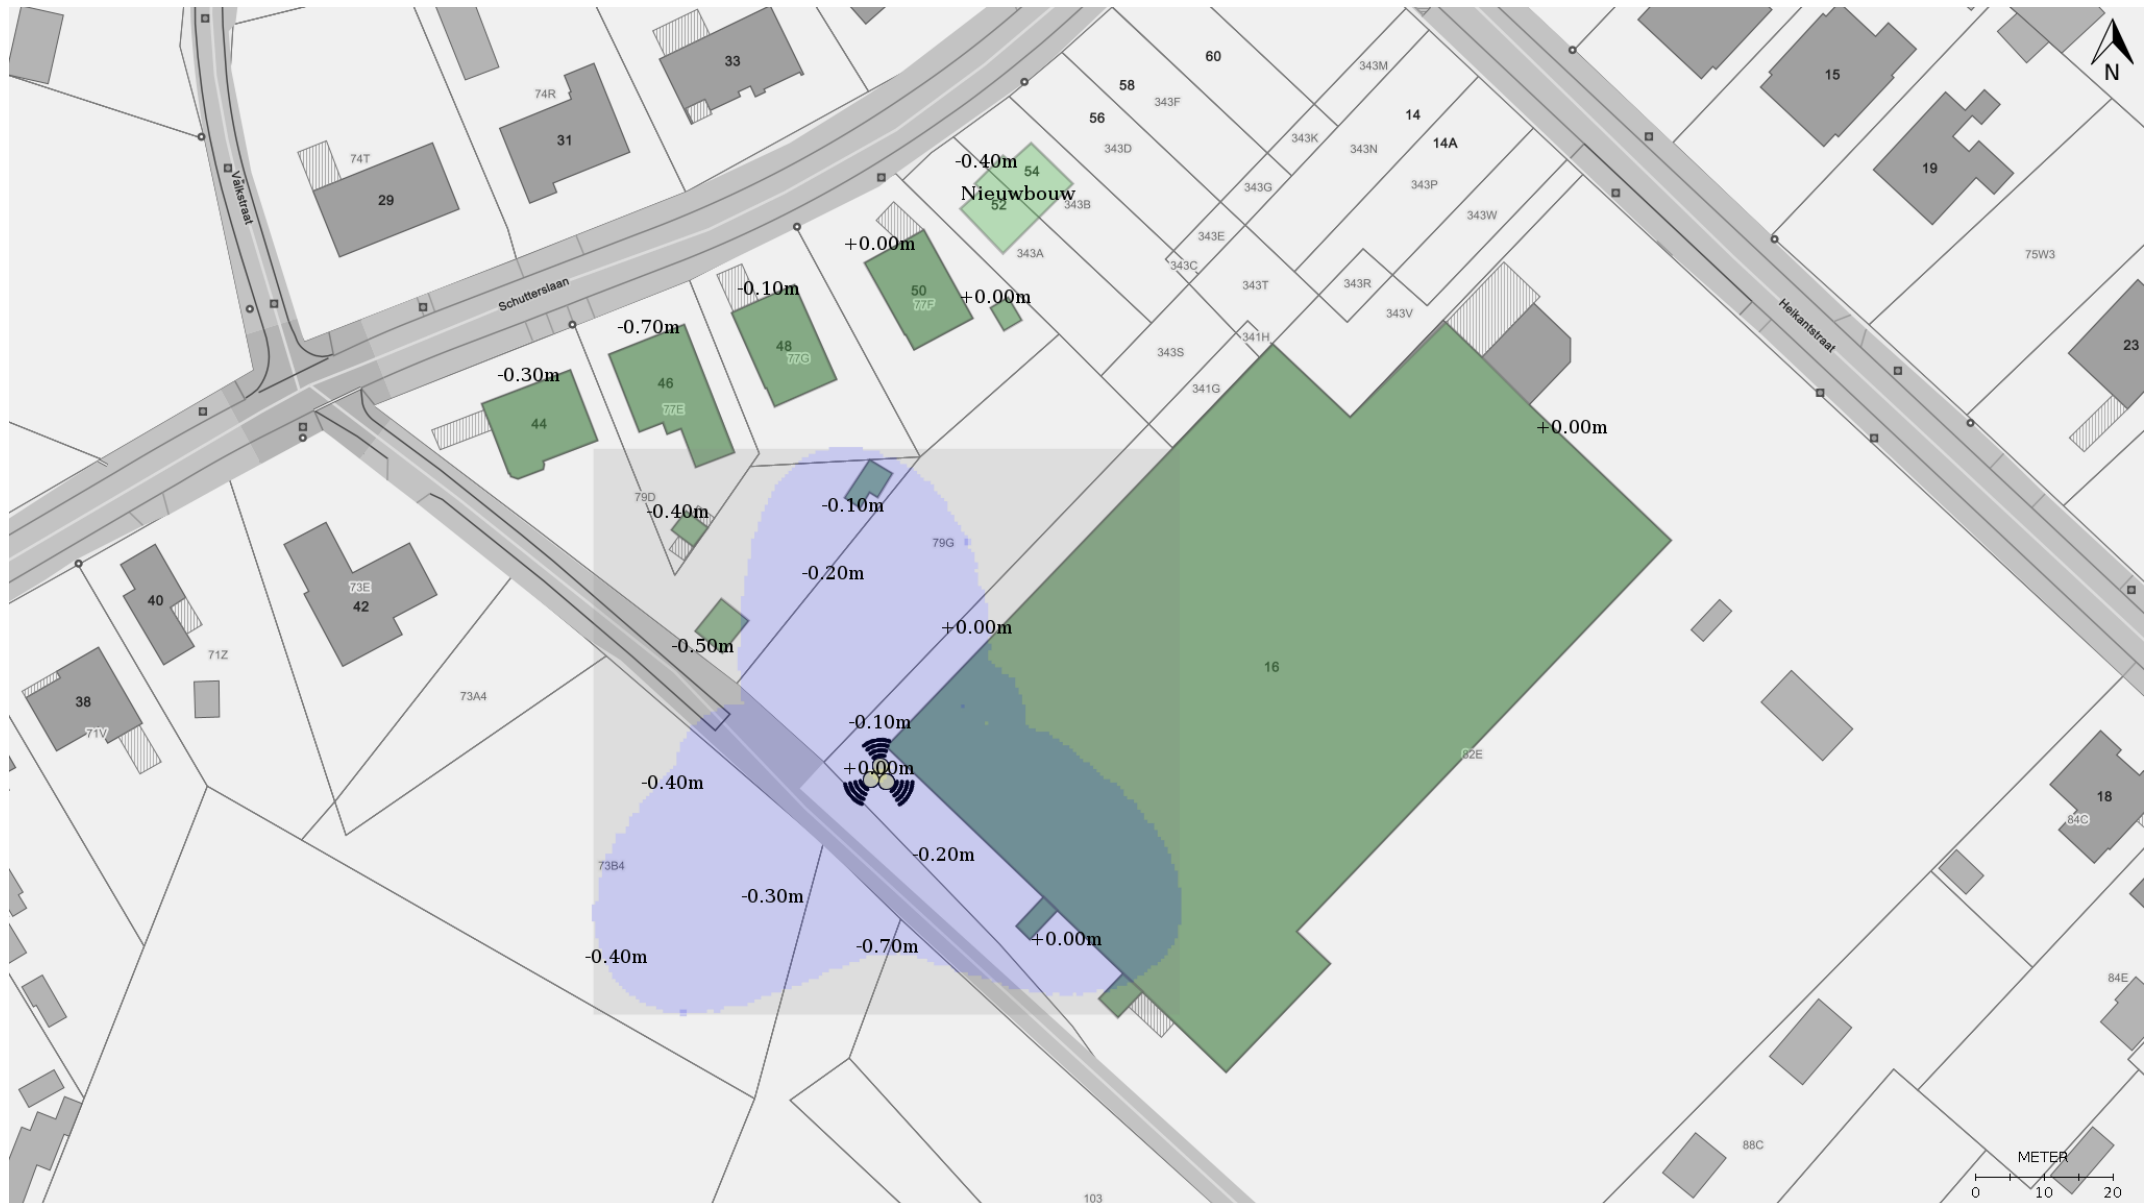 33
60
15
N
74R
343M
58
343F
56
31
14
14A
343D
343K
343N
74T
-0.40m
54
19
Valkstraat
29
Nieuwbouw
52
343B
343G
343P
343W
+0.00m
343E
343A
343C
75W3
-0.10m
50
77F
+0.00m
343T
343R
Schutterslaan
343V
Heikantstraat
-0.70m
48
77G
343S
341H
23
-0.30m
46
77E
341G
44
+0.00m
79D
-0.40m
-0.10m
79G
-0.20m
73E
40
42
+0.00m
-0.50m
71Z
16
73A4
38
71V
-0.10m
82E
+0.00m
-0.40m
18
84C
-0.20m
73B4
-0.30m
+0.00m
-0.70m
-0.40m
84E
88C
METER
0 10 20
103